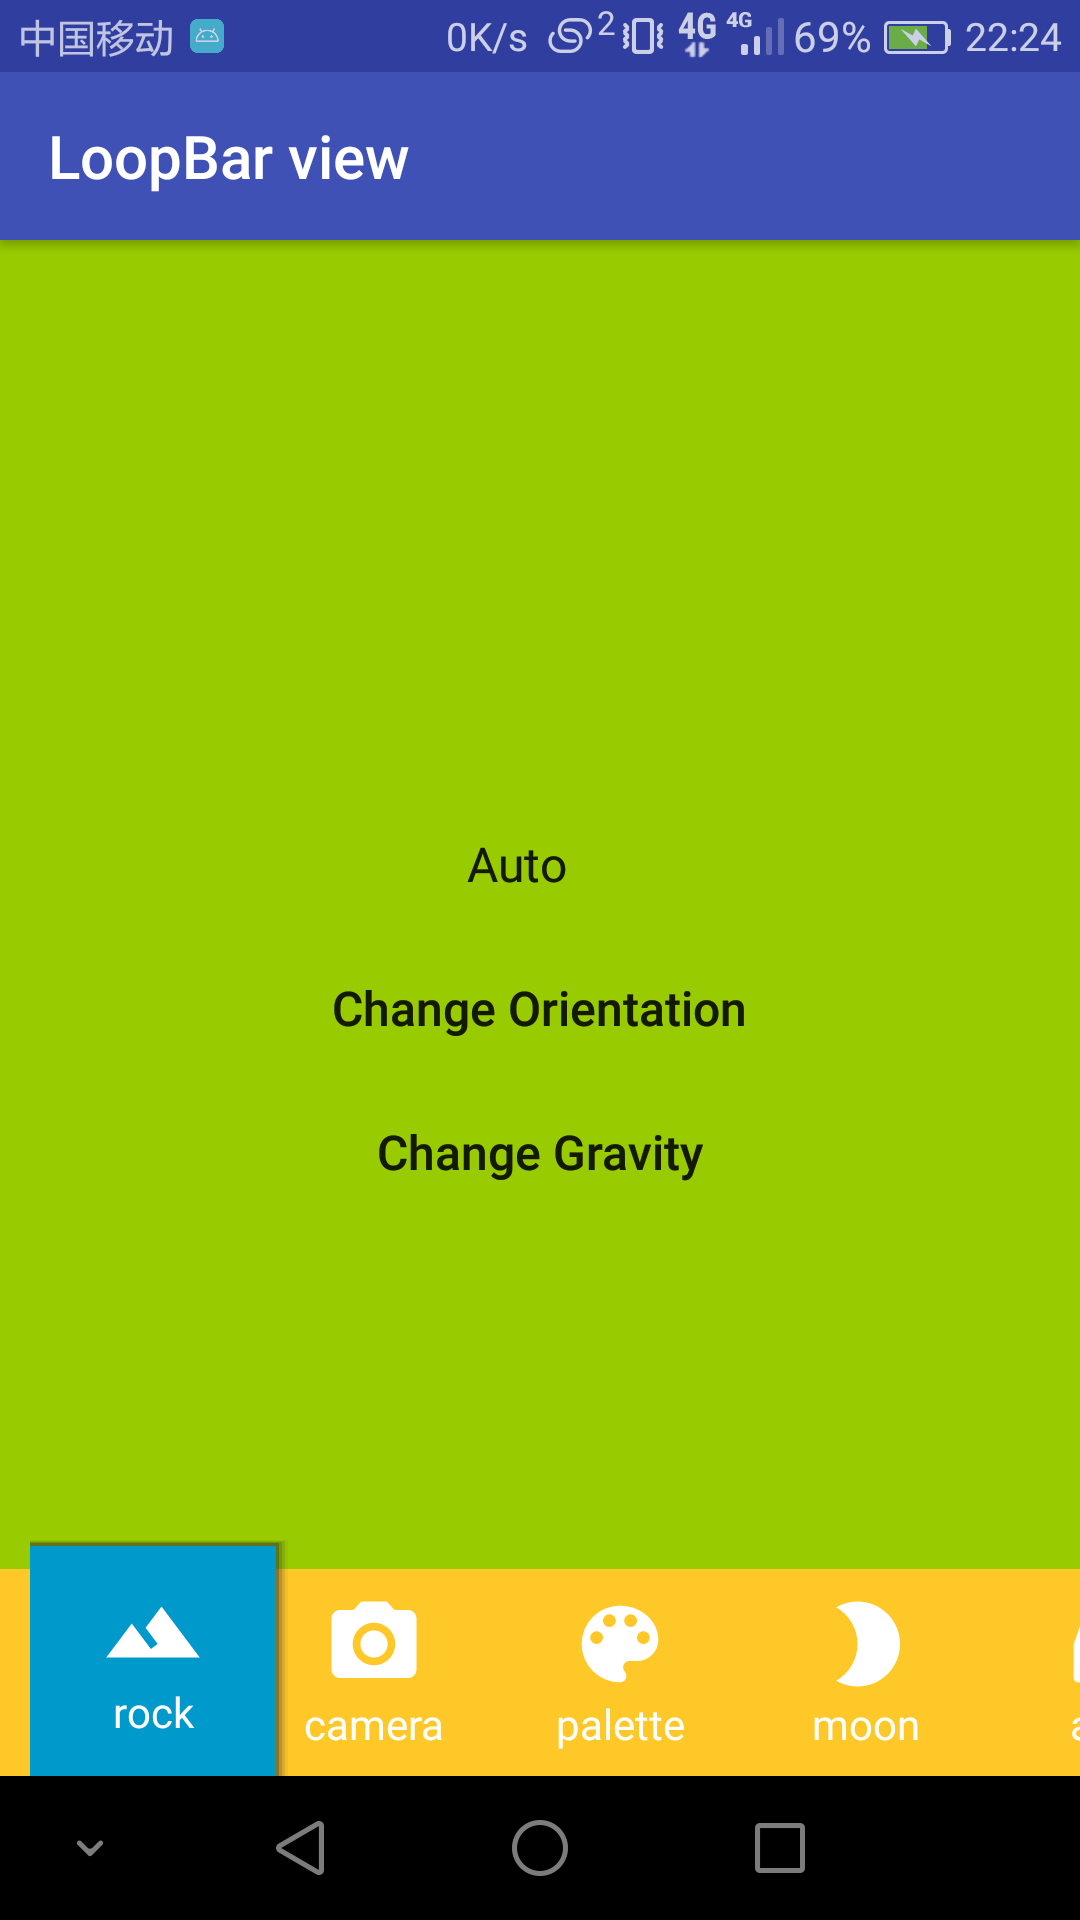 中国移动 0K/s 2 4G 4G 69% 22:24
LoopBar view
Auto
Change Orientation
Change Gravity
rock camera palette moon a